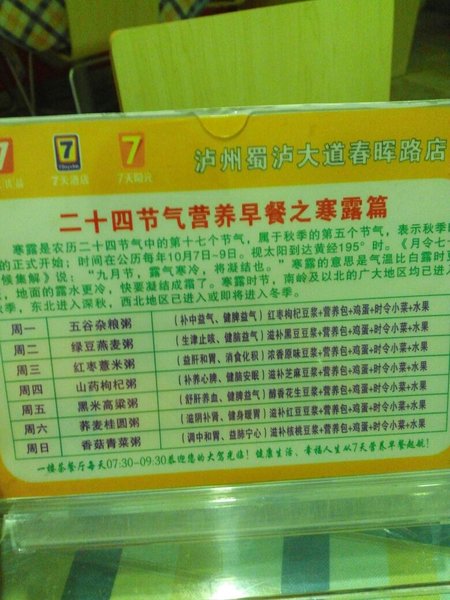 7 7 7
7天酒店
泸州蜀泸大道春晖路店
二十四节气营养早餐之寒露篇
寒露是农历二十四节气中的第十七个节气，属于秋季的第五个节气，表示秋季时
的正式开始；时间在公历每年10月7日~9日。视太阳到达黄经195°时。《月令七十
候集解》说："九月节，露气寒冷，将凝结也。" 寒露的意思是气温比白露时更
，地面的露水更冷，快要凝结成霜了。寒露时节，南岭及以北的广大地区均已进入
秋季，东北进入深秋，西北地区已进入或即将进入冬季。
周一 五谷杂粮粥 （补中益气、健脾益气）红枣枸杞豆浆+营养包+鸡蛋+时令小菜+水果
周二 绿豆燕麦粥 （生津止咳、健脑益气）滋补黑豆豆浆+营养包+鸡蛋+时令小菜+水果
周三 红枣薏米粥 （益肝和胃、消食化积）浓香原味豆浆+营养包+鸡蛋+时令小菜+水果
周四 山药枸杞粥 （补养心脾、健脑安眠）滋补芝麻豆浆+营养包+鸡蛋+时令小菜+水果
周五 黑米高粱粥 （舒肝养血、健脾益气）醇香花生豆浆+营养包+鸡蛋+时令小菜+水果
周六 荞麦桂圆粥 （滋阴补肾、健身暖胃）滋补红豆豆浆+营养包+鸡蛋+时令小菜+水果
周日 香菇青菜粥 （调中和胃、益肺宁心）滋补核桃豆浆+营养包+鸡蛋+时令小菜+水果
一楼茶餐厅每天07:30-09:30恭迎您的大驾光临！健康生活、幸福人生从7天营养早餐起航！